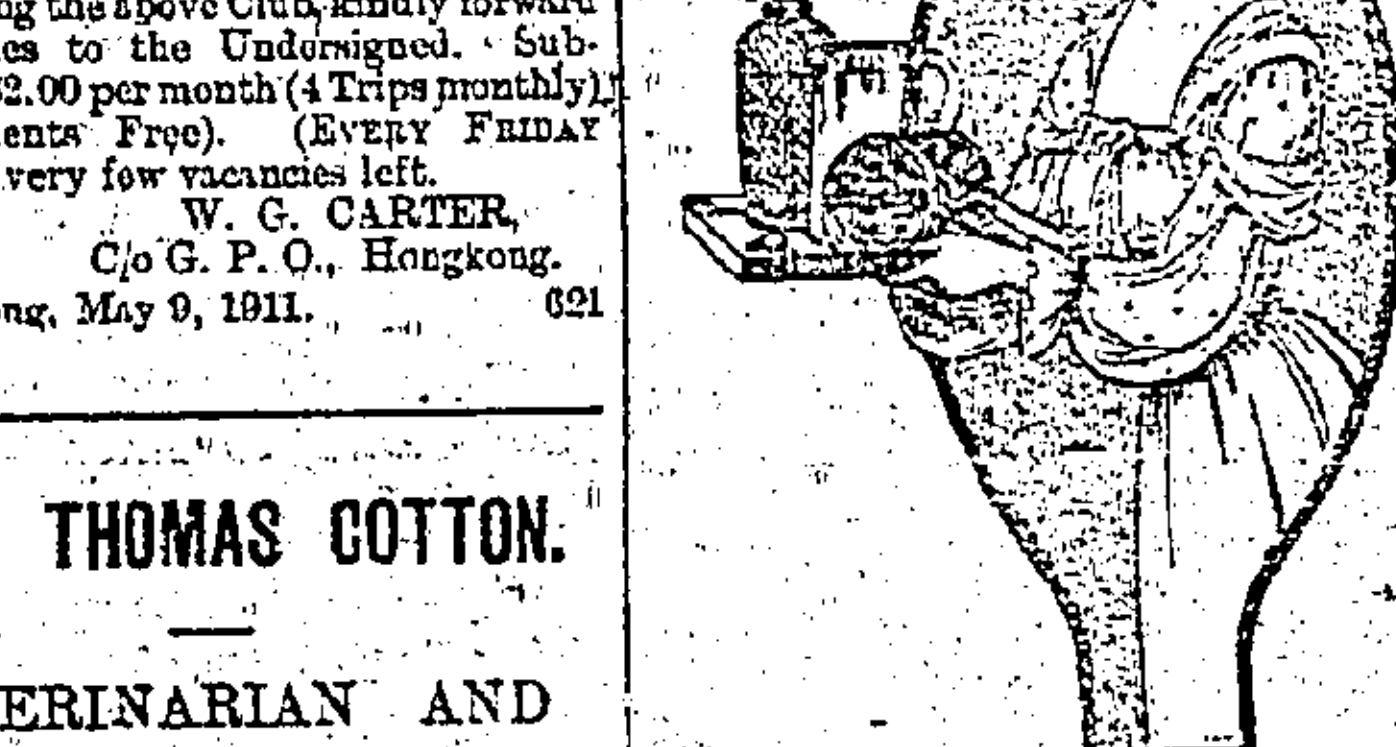 ng the above Club, kindly forward
es to the Undersigned. Sub-
$2.00 per month (4 Trips monthly)
ents Free). (EVERY FRIDAY
very few vacancies left.
W. G. CARTER,
C/o G. P. O., Hongkong.
ng, May 9, 1911. 621
THOMAS COTTON.
ERINARIAN AND